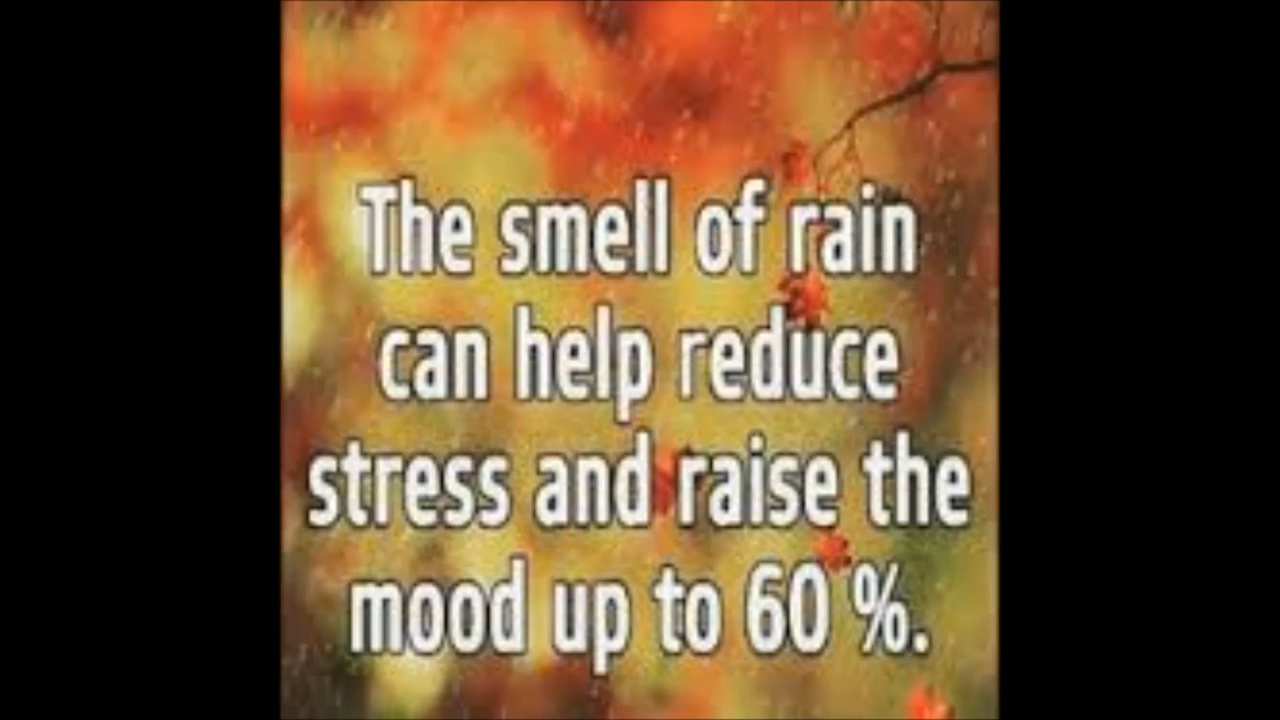 The smell of rain
can help reduce
stress and raise the
mood up to 60 %.